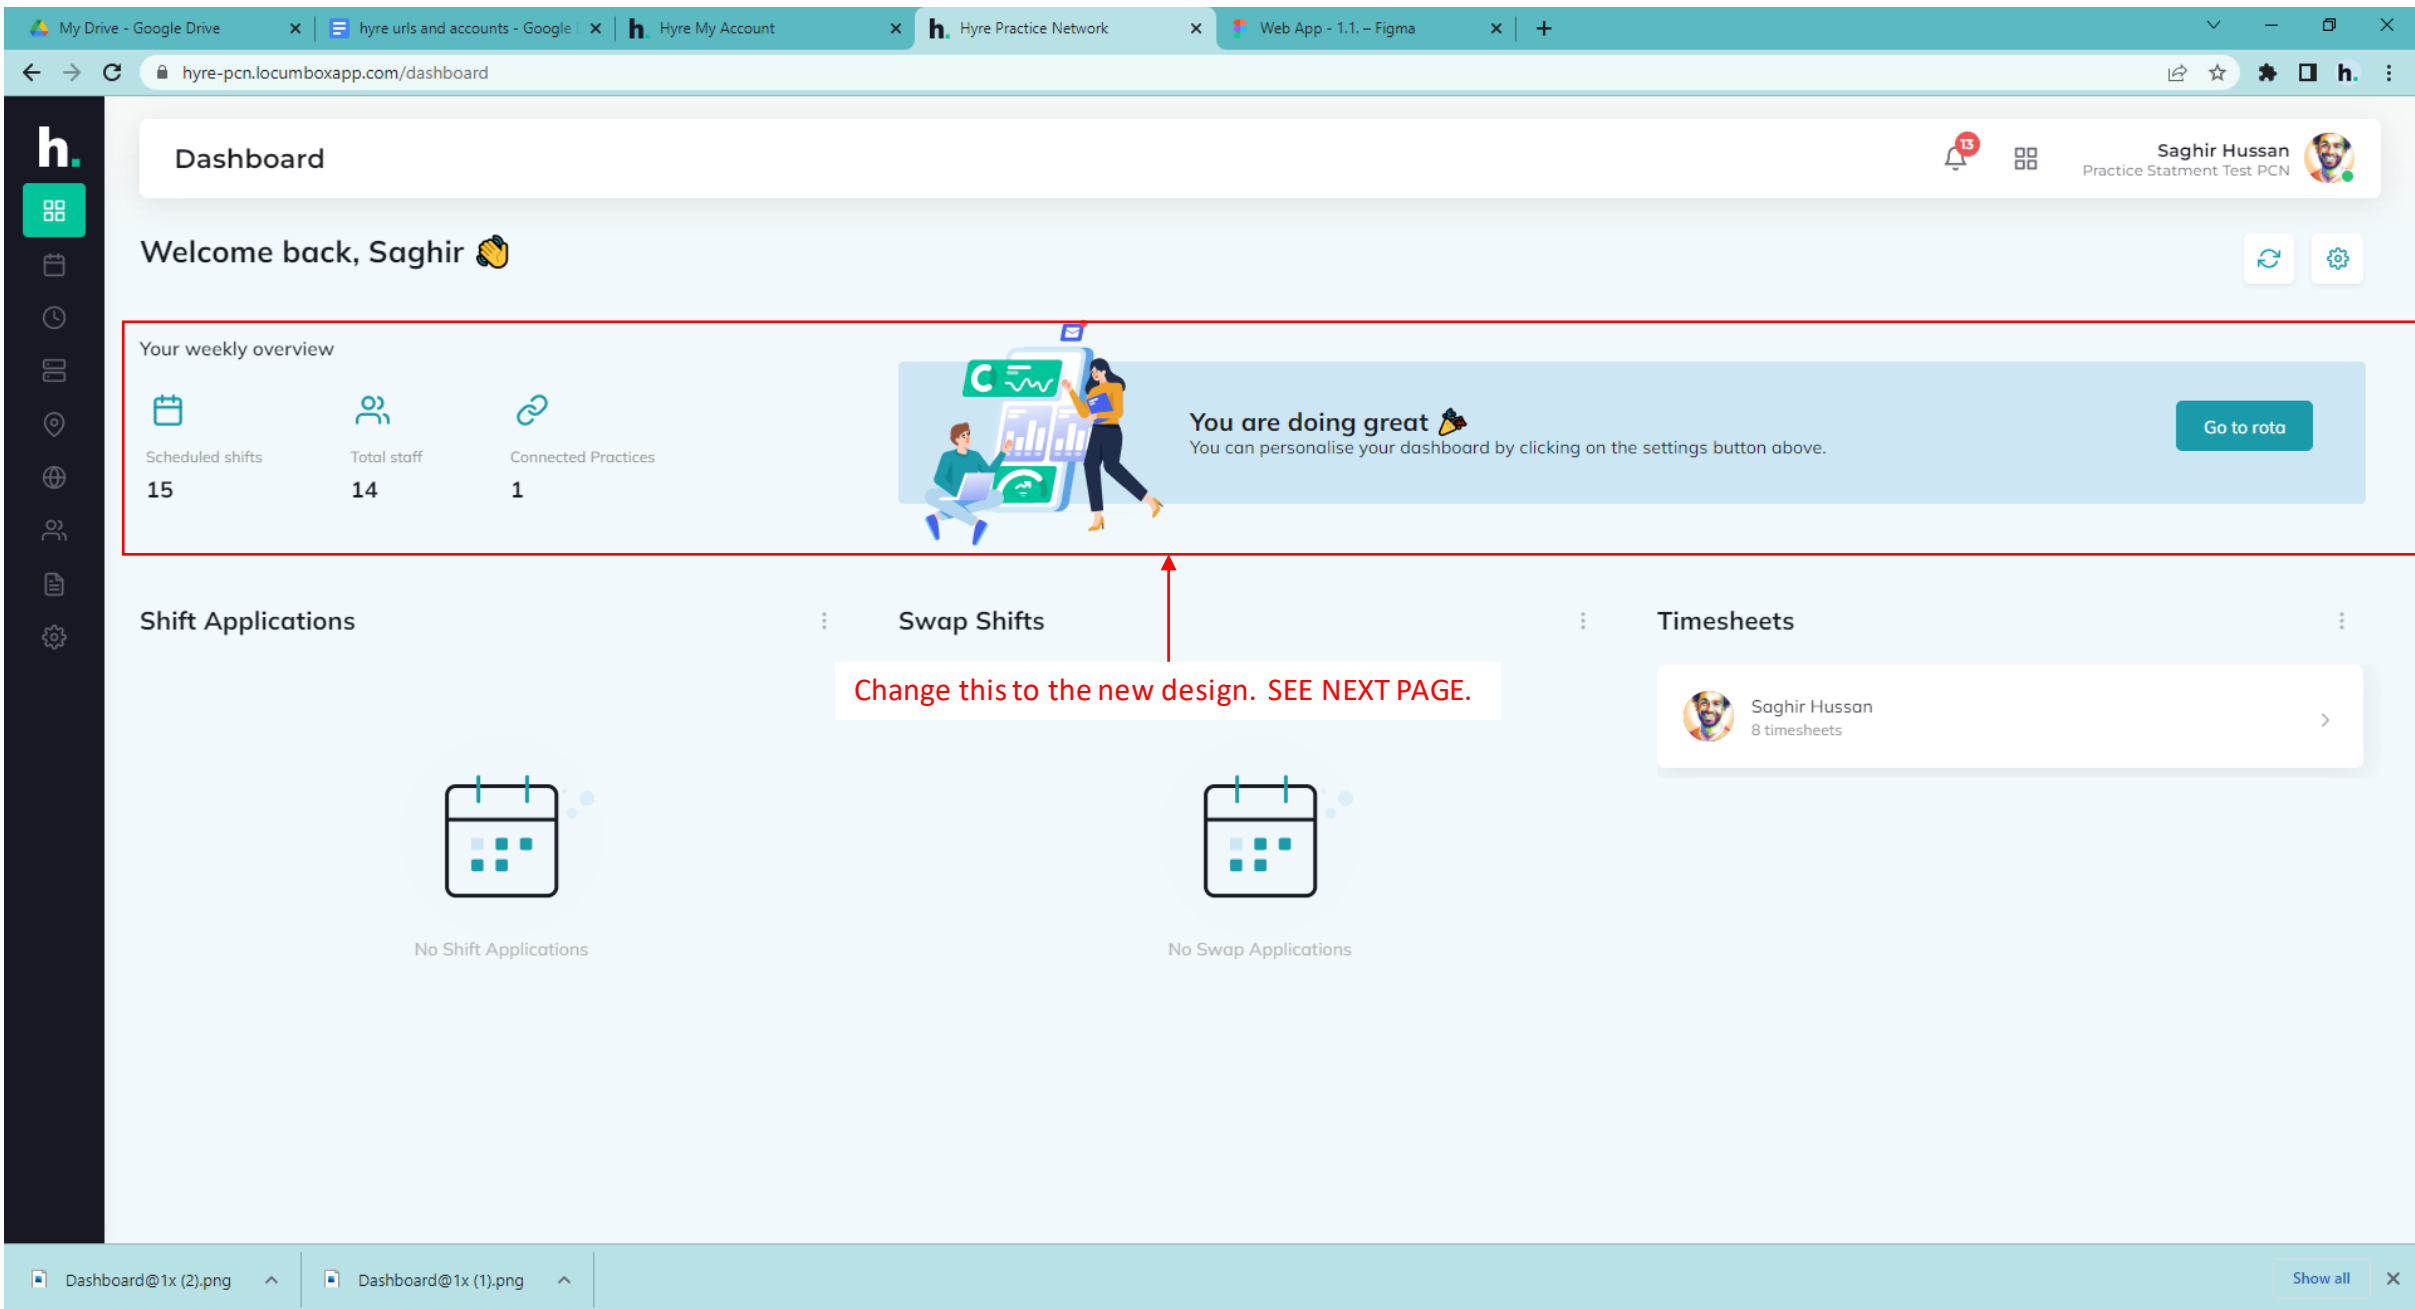 My Drive - Google Drive
hyre urls and accounts - Google
h. Hyre My Account
h. Hyre Practice Network
Web App - 1.1. – Figma
hyre-pcn.locumboxapp.com/dashboard
h.
h.
Dashboard
13
Saghir Hussan
Practice Statment Test PCN
Welcome back, Saghir
Your weekly overview
Scheduled shifts
15
Total staff
14
Connected Practices
1
C
You are doing great
You can personalise your dashboard by clicking on the settings button above.
Go to rota
Shift Applications
Swap Shifts
Timesheets
Change this to the new design. SEE NEXT PAGE.
Saghir Hussan
8 timesheets
No Shift Applications
No Swap Applications
Dashboard@1x (2).png
Dashboard@1x (1).png
Show all